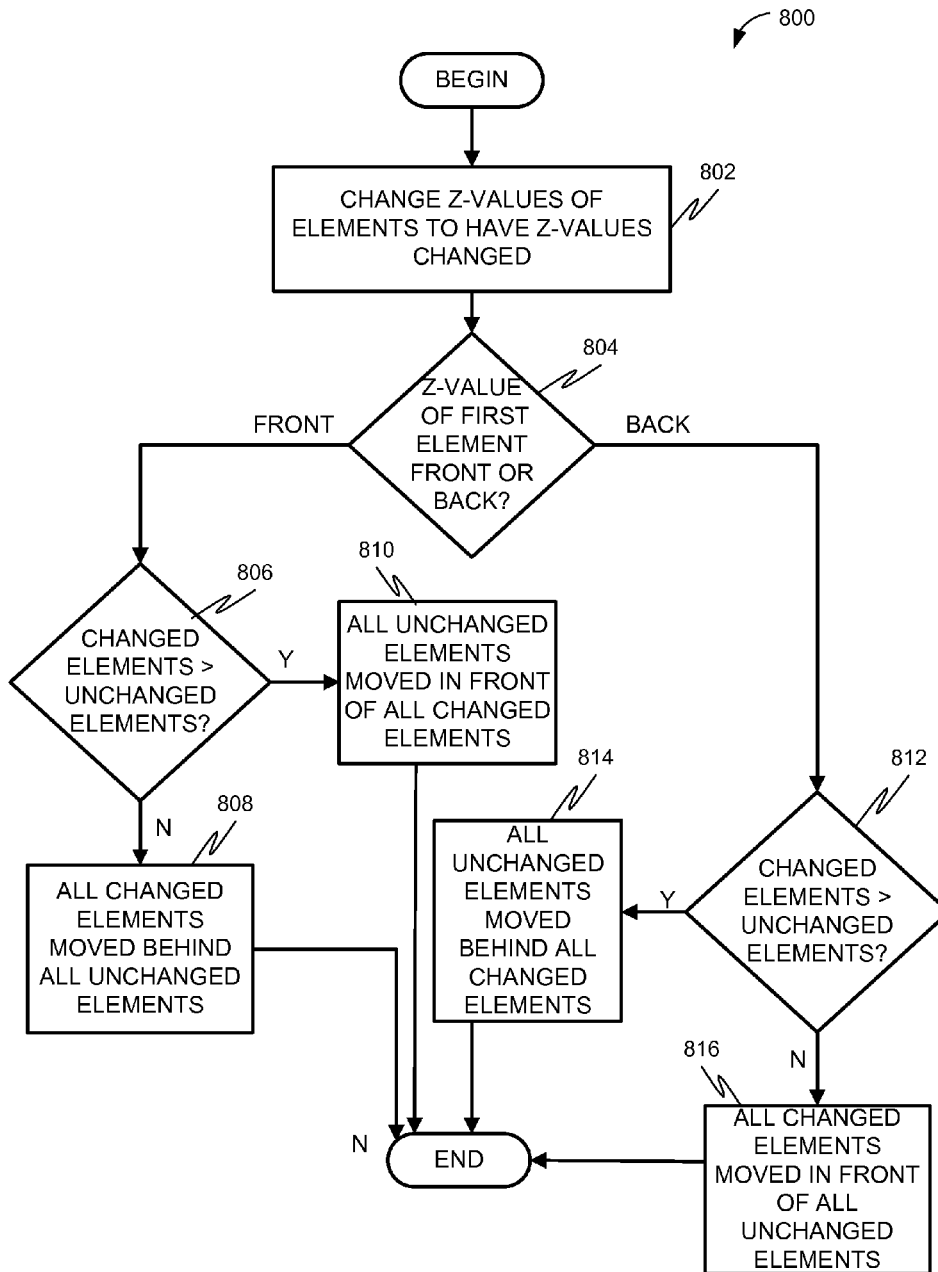 800
BEGIN
802
CHANGE Z-VALUES OF
ELEMENTS TO HAVE Z-VALUES
CHANGED
804
Z-VALUE
OF FIRST
ELEMENT
FRONT OR
BACK?
FRONT
BACK
806
CHANGED
ELEMENTS >
UNCHANGED
ELEMENTS?
Y
N
810
ALL UNCHANGED
ELEMENTS
MOVED IN FRONT
OF ALL CHANGED
ELEMENTS
808
ALL CHANGED
ELEMENTS
MOVED BEHIND
ALL UNCHANGED
ELEMENTS
812
CHANGED
ELEMENTS >
UNCHANGED
ELEMENTS?
Y
N
814
ALL
UNCHANGED
ELEMENTS
MOVED
BEHIND ALL
CHANGED
ELEMENTS
816
ALL CHANGED
ELEMENTS
MOVED IN FRONT
OF ALL
UNCHANGED
ELEMENTS
N
END